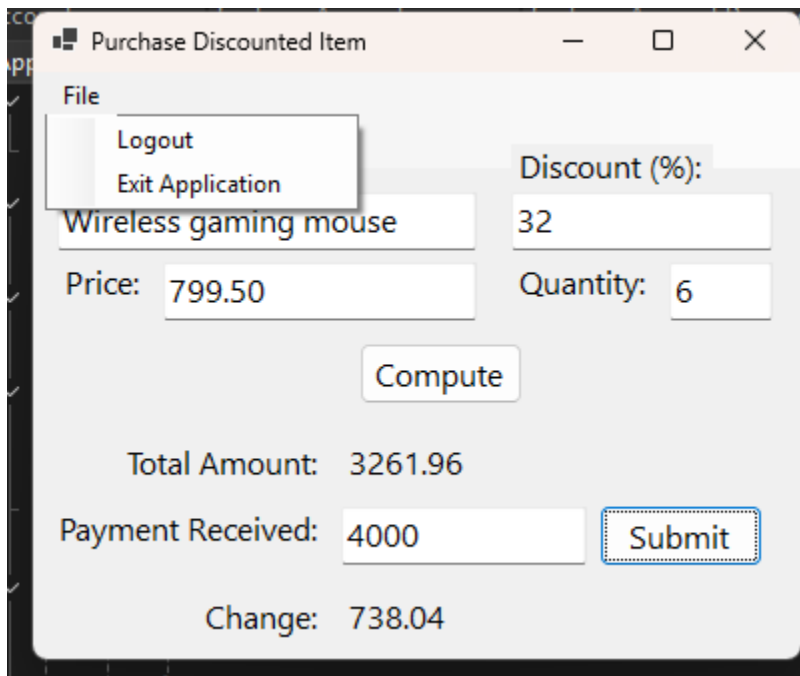 Purchase Discounted Item
File
Logout
Exit Application
Discount (%):
Wireless gaming mouse 32
Price: 799.50 Quantity: 6
Compute
Total Amount: 3261.96
Payment Received: 4000 Submit
Change: 738.04